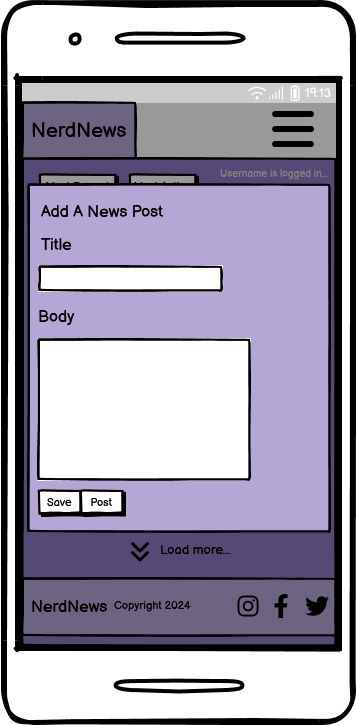 19:13
NerdNews
Username is logged in...
Add A News Post
Title
Body
Save Post
Load more...
NerdNews Copyright 2024